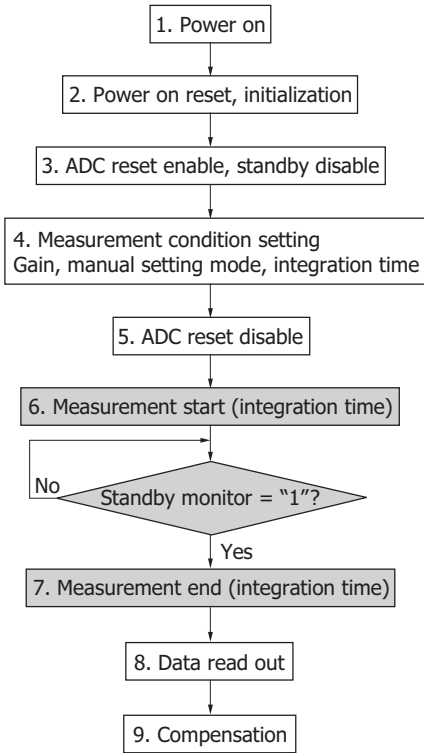 1. Power on
2. Power on reset, initialization
3. ADC reset enable, standby disable
4. Measurement condition setting
Gain, manual setting mode, integration time
5. ADC reset disable
6. Measurement start (integration time)
No
Standby monitor = “1”?
Yes
7. Measurement end (integration time)
8. Data read out
9. Compensation